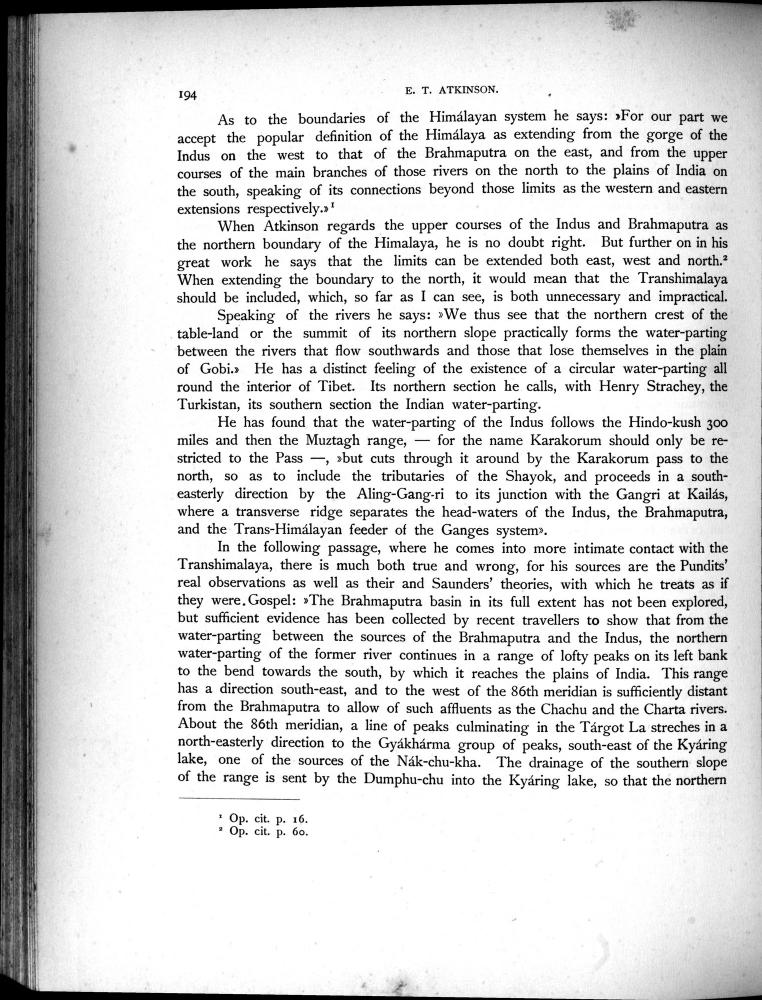 194
E. T. ATKINSON.
As to the boundaries of the Himálayan system he says: »For our part we
accept the popular definition of the Himálaya as extending from the gorge of the
Indus on the west to that of the Brahmaputra on the east, and from the upper
courses of the main branches of those rivers on the north to the plains of India on
the south, speaking of its connections beyond those limits as the western and eastern
extensions respectively.»¹
When Atkinson regards the upper courses of the Indus and Brahmaputra as
the northern boundary of the Himalaya, he is no doubt right. But further on in his
great work he says that the limits can be extended both east, west and north.²
When extending the boundary to the north, it would mean that the Transhimalaya
should be included, which, so far as I can see, is both unnecessary and impractical.
Speaking of the rivers he says: »We thus see that the northern crest of the
table-land or the summit of its northern slope practically forms the water-parting
between the rivers that flow southwards and those that lose themselves in the plain
of Gobi.» He has a distinct feeling of the existence of a circular water-parting all
round the interior of Tibet. Its northern section he calls, with Henry Strachey, the
Turkistan, its southern section the Indian water-parting.
He has found that the water-parting of the Indus follows the Hindo-kush 300
miles and then the Muztagh range, — for the name Karakorum should only be re-
stricted to the Pass —, »but cuts through it around by the Karakorum pass to the
north, so as to include the tributaries of the Shayok, and proceeds in a south-
easterly direction by the Aling-Gang-ri to its junction with the Gangri at Kailás,
where a transverse ridge separates the head-waters of the Indus, the Brahmaputra,
and the Trans-Himálayan feeder of the Ganges system».
In the following passage, where he comes into more intimate contact with the
Transhimalaya, there is much both true and wrong, for his sources are the Pundits'
real observations as well as their and Saunders' theories, with which he treats as if
they were Gospel: »The Brahmaputra basin in its full extent has not been explored,
but sufficient evidence has been collected by recent travellers to show that from the
water-parting between the sources of the Brahmaputra and the Indus, the northern
water-parting of the former river continues in a range of lofty peaks on its left bank
to the bend towards the south, by which it reaches the plains of India. This range
has a direction south-east, and to the west of the 86th meridian is sufficiently distant
from the Brahmaputra to allow of such affluents as the Chachu and the Charta rivers.
About the 86th meridian, a line of peaks culminating in the Tárgot La streches in a
north-easterly direction to the Gyákhárma group of peaks, south-east of the Kyáring
lake, one of the sources of the Nák-chu-kha. The drainage of the southern slope
of the range is sent by the Dumphu-chu into the Kyáring lake, so that the northern
¹ Op. cit. p. 16.
² Op. cit. p. 60.